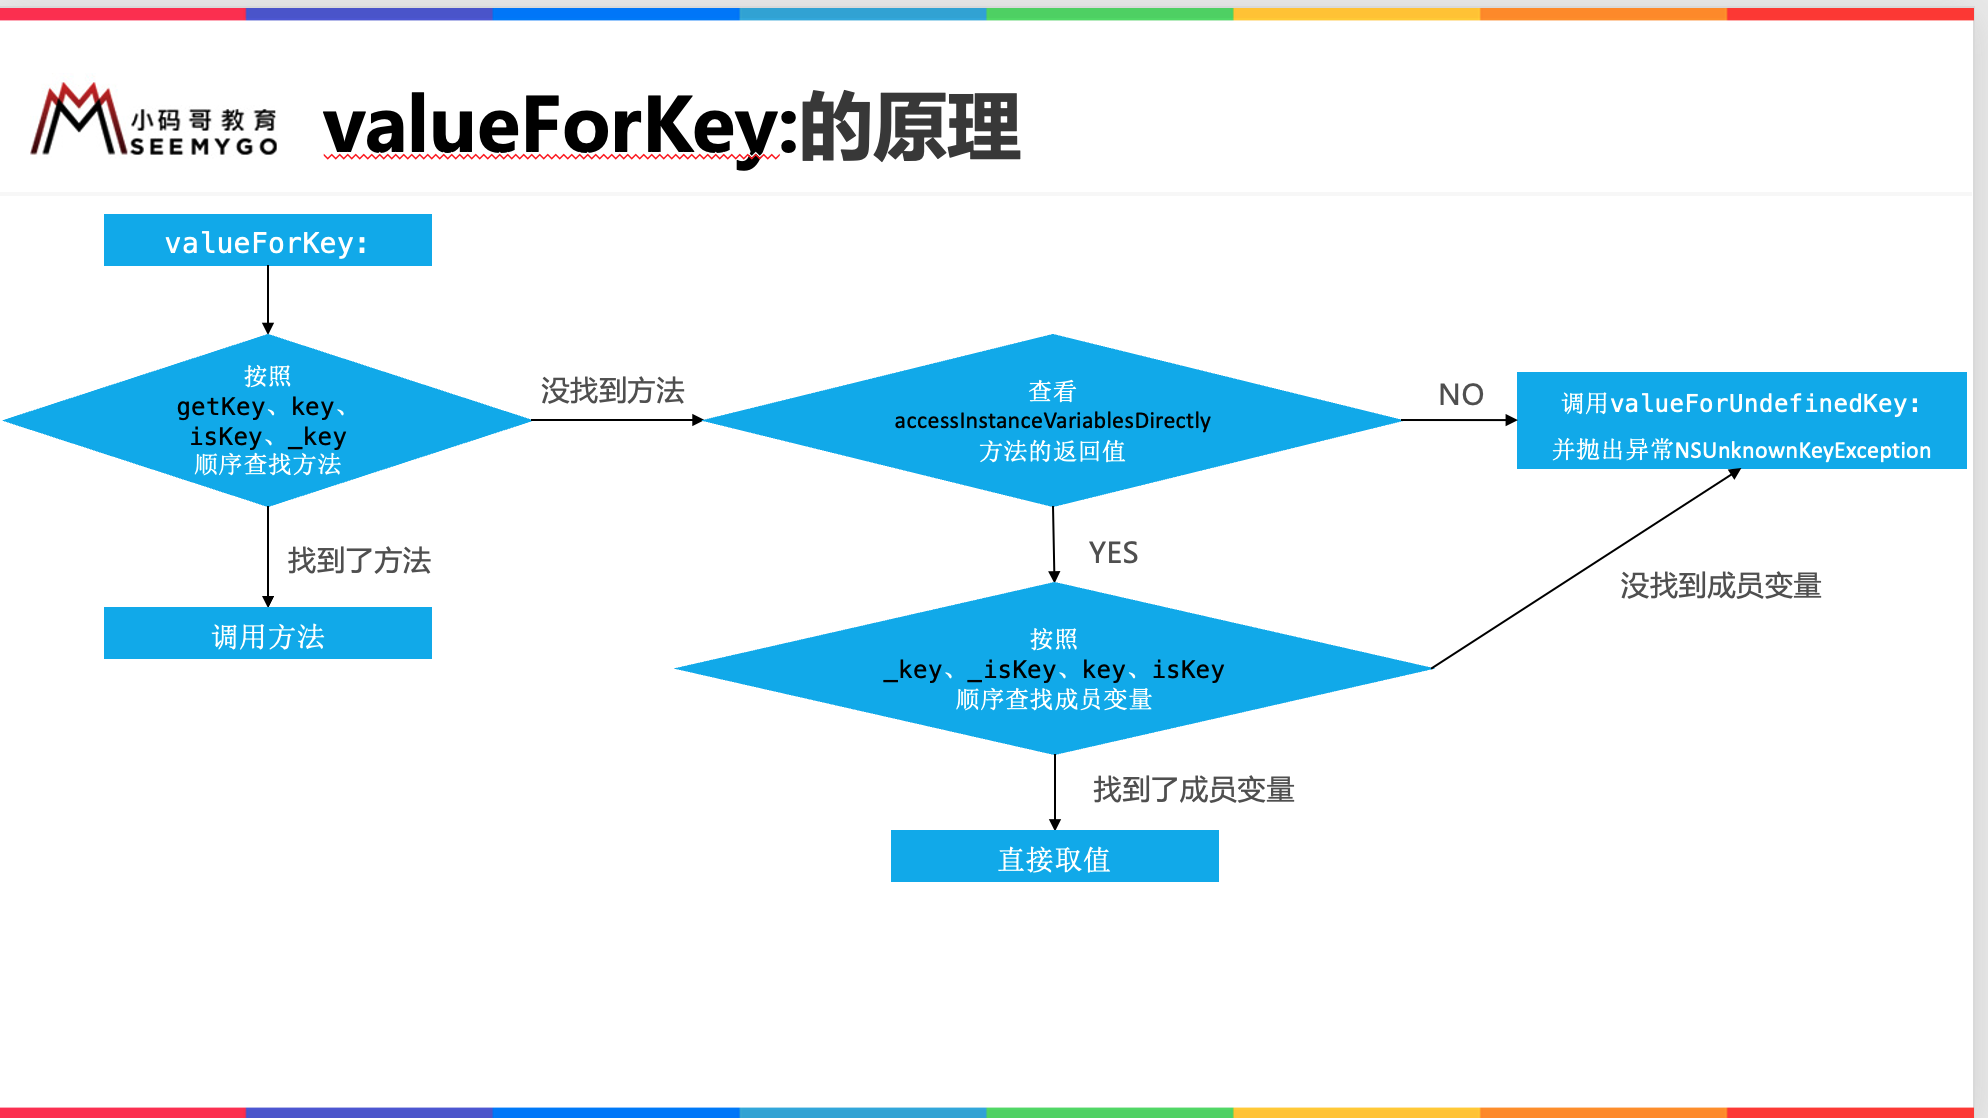 小码哥教育
SEEMYGO
valueForKey:的原理
valueForKey:
按照
getKey、key、
isKey、_key
顺序查找方法
没找到方法
查看
accessInstanceVariablesDirectly
方法的返回值
NO
调用valueForUndefinedKey:
并抛出异常NSUnknownKeyException
找到了方法
调用方法
YES
没找到成员变量
按照
_key、_isKey、key、isKey
顺序查找成员变量
找到了成员变量
直接取值